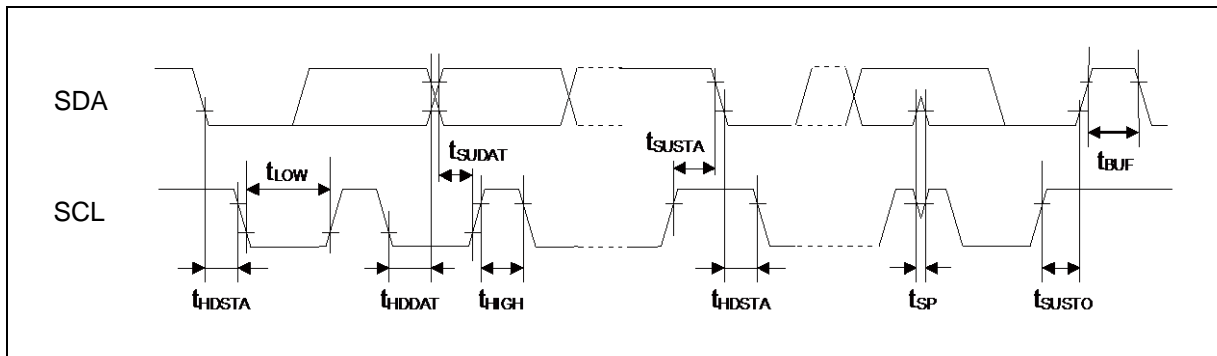 SDA
tSUDAT
tSUSTA
tBUF
tLOW
SCL
tHDSTA
tHDDAT
tHIGH
tHDSTA
tSP
tSUSTO